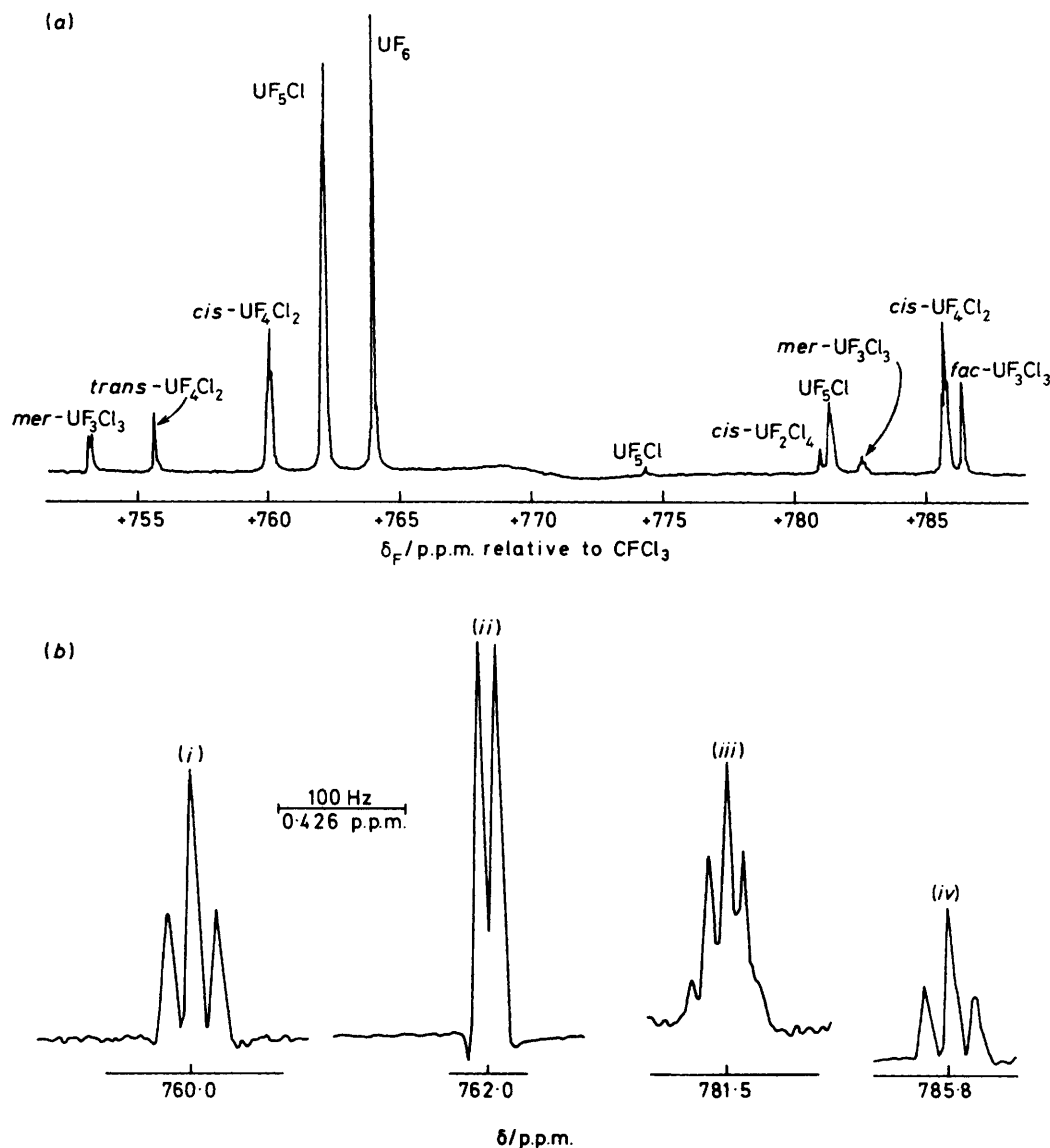 (a)
UF6
UF5Cl
cis-UF4Cl2
trans-UF4Cl2
mer-UF3Cl3
UF5Cl
cis-UF2Cl4
UF5Cl
mer-UF3Cl3
cis-UF4Cl2
fac-UF3Cl3
+755 +760 +765 +770 +775 +780 +785
δF/p.p.m. relative to CFCl3
(b)
(i) (ii) (iii) (iv)
100 Hz
0·426 p.p.m.
760·0 762·0 781·5 785·8
δ/p.p.m.